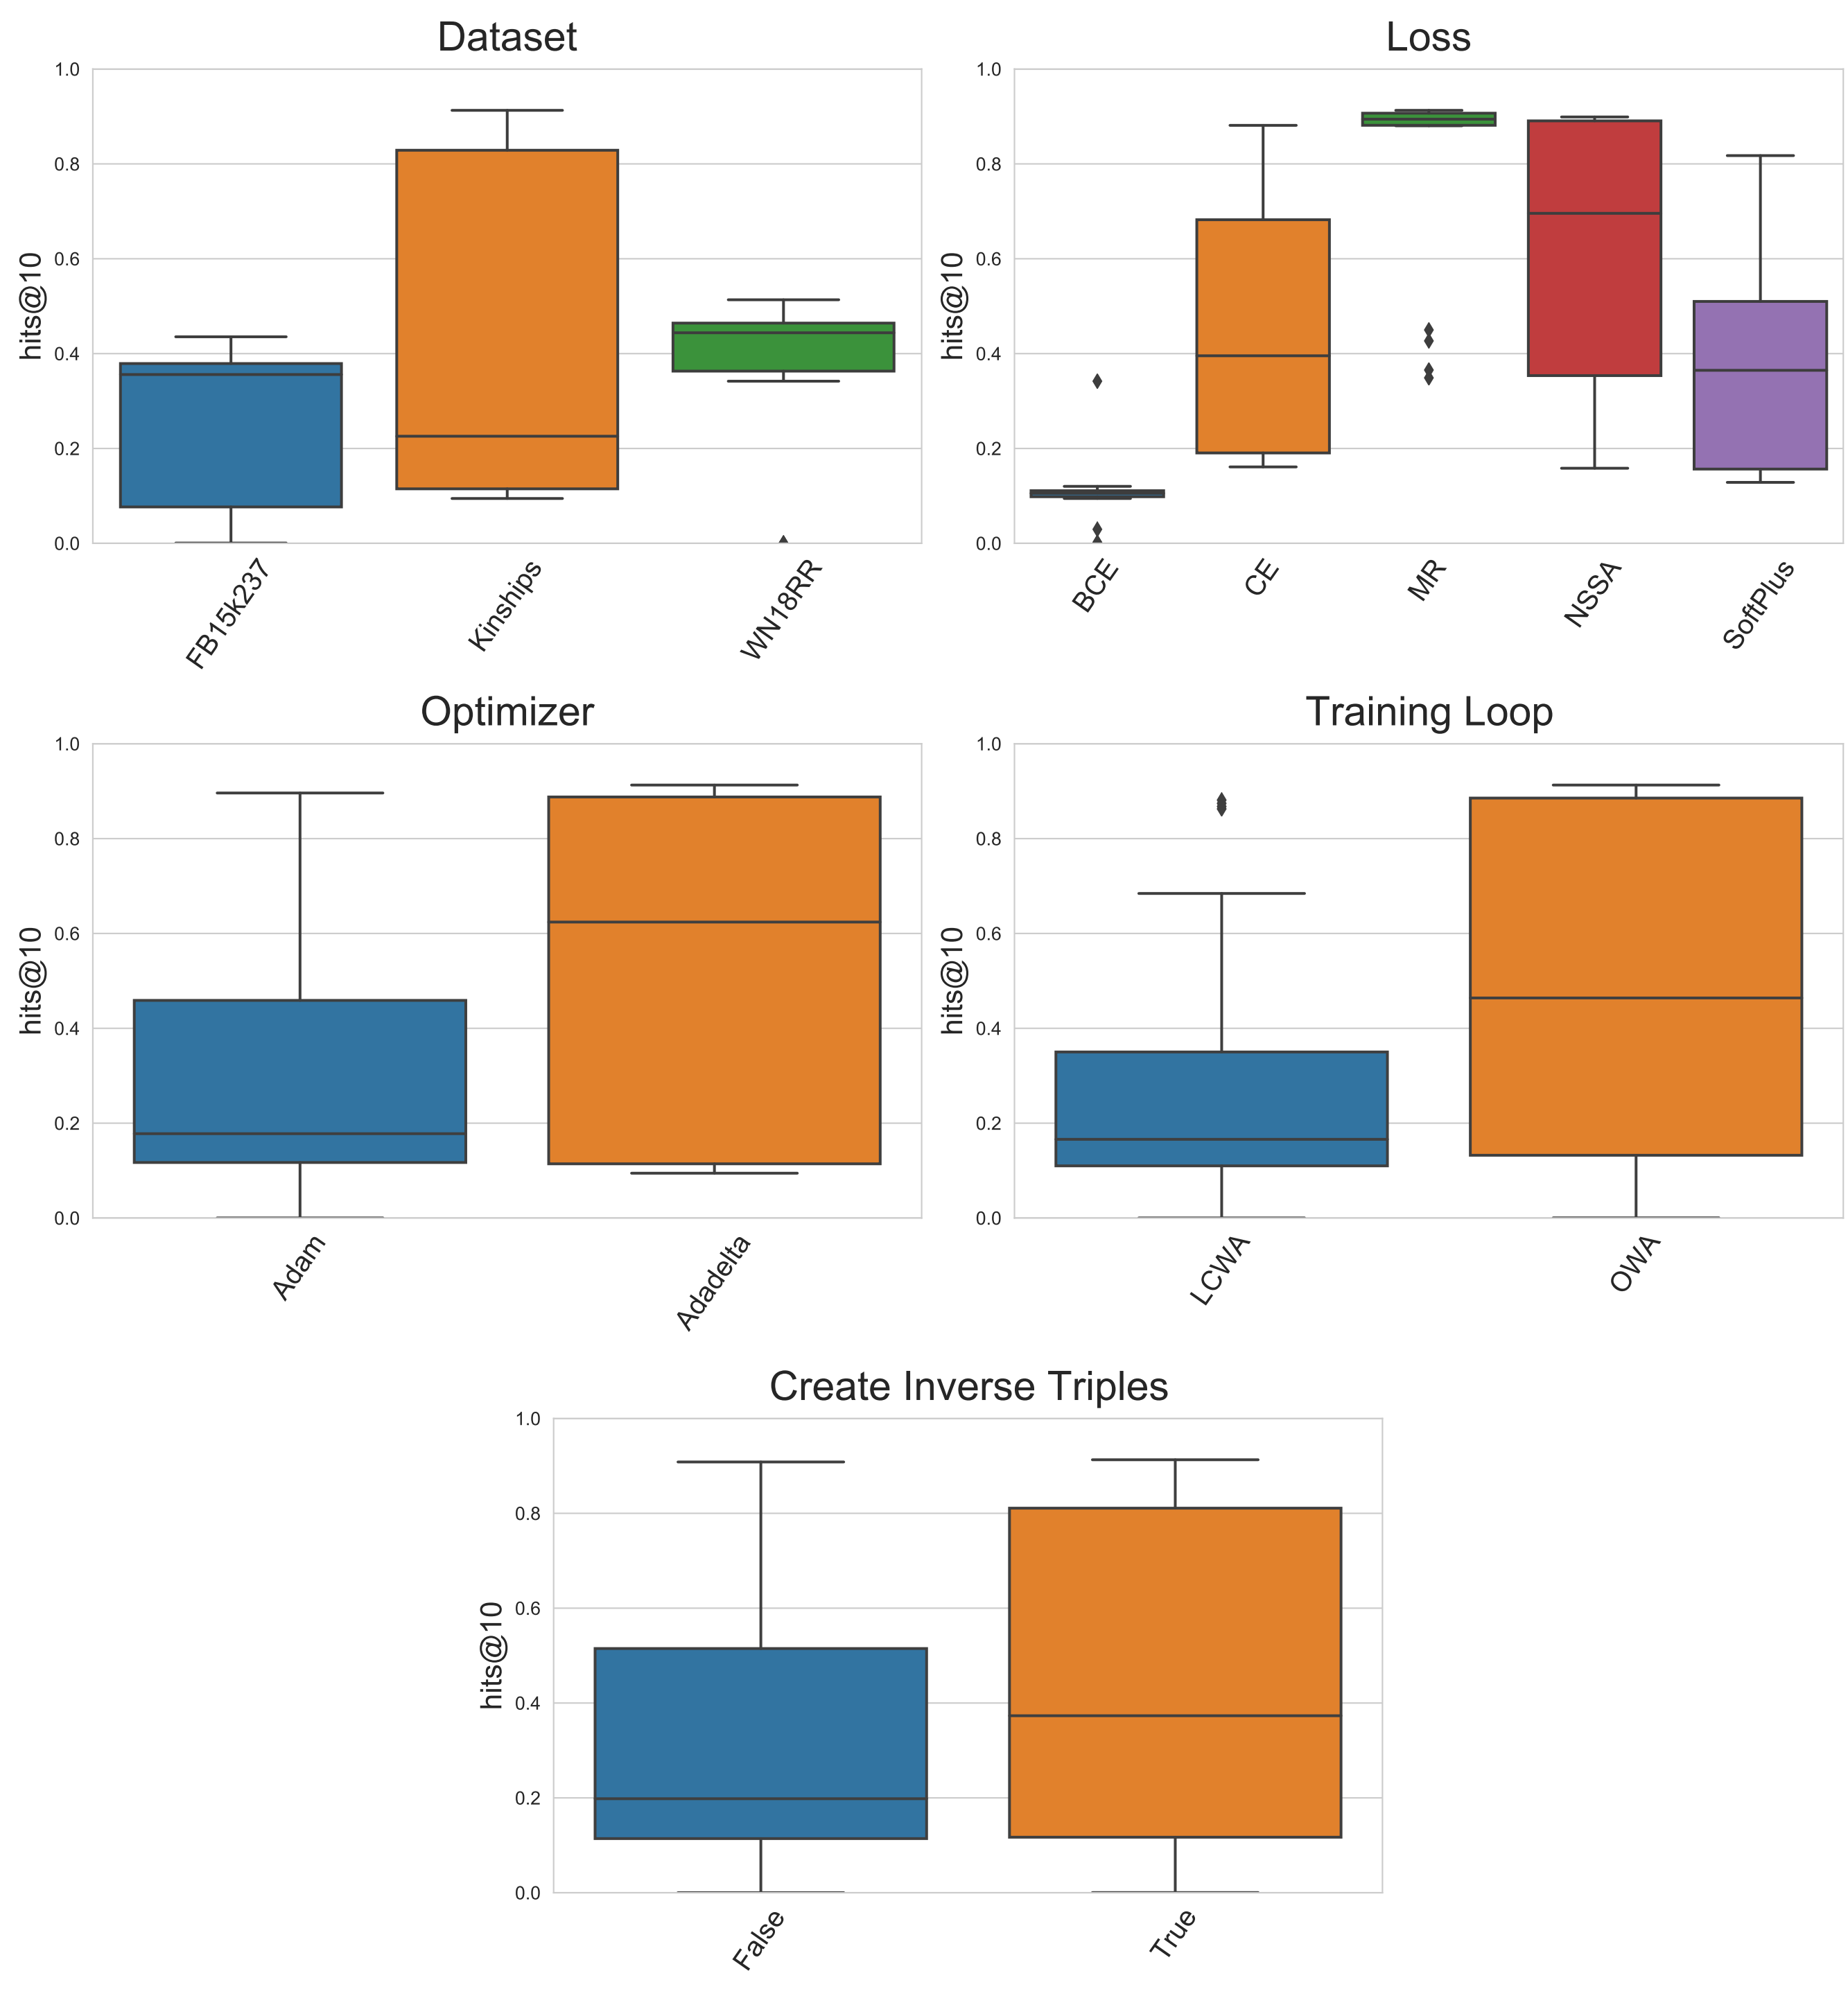 Dataset
1.0
0.8
0.6
0.4
0.2
0.0
hits@10
FB15k237
Kinships
WN18RR
Loss
1.0
0.8
0.6
0.4
0.2
0.0
hits@10
BCE
CE
MR
NSSA
SoftPlus
Optimizer
1.0
0.8
0.6
0.4
0.2
0.0
hits@10
Adam
Adadelta
Training Loop
1.0
0.8
0.6
0.4
0.2
0.0
hits@10
LCWA
OWA
Create Inverse Triples
1.0
0.8
0.6
0.4
0.2
0.0
hits@10
False
True